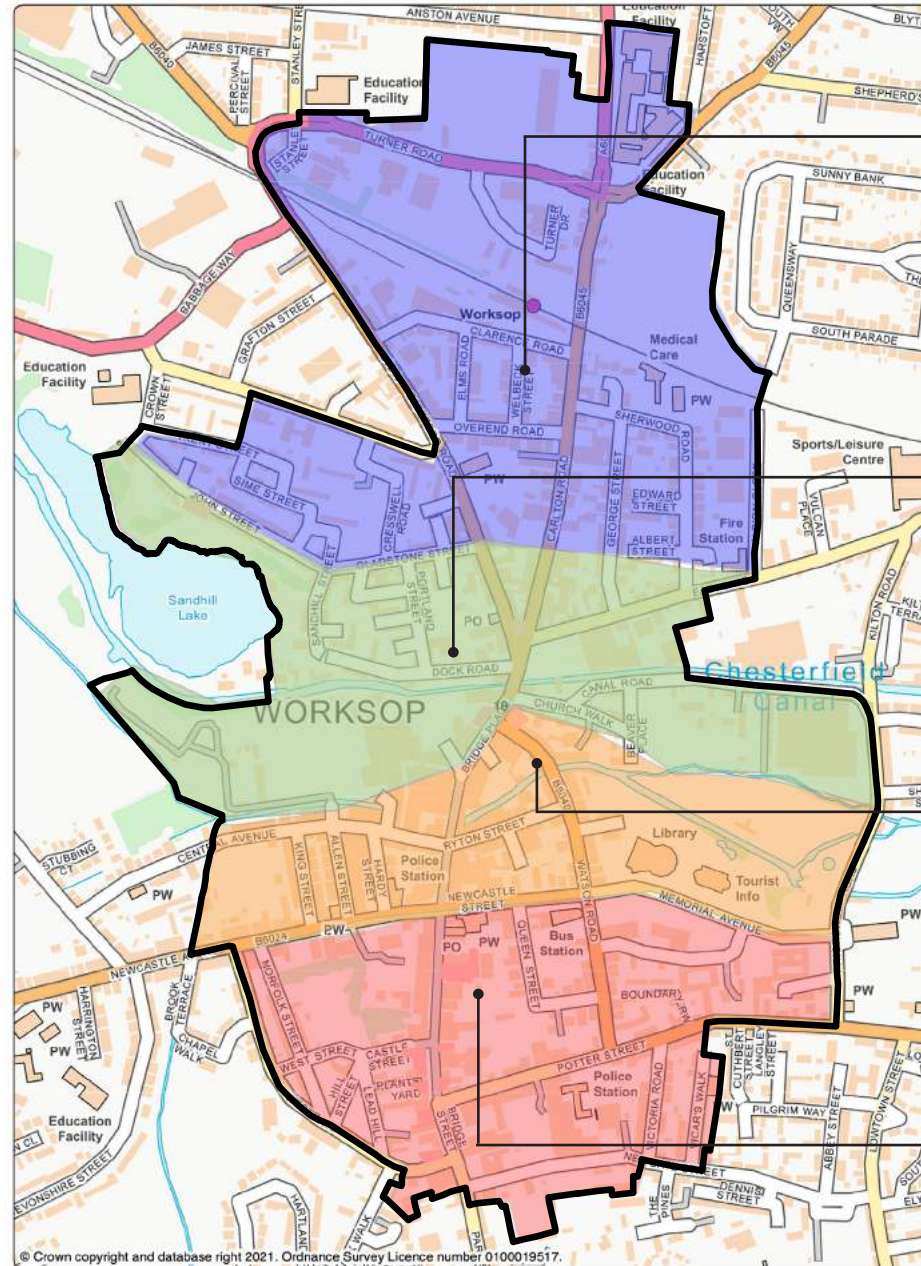 Education
Facility
ANSTON AVENUE
JAMES STREET
B6040
STANLEY STREET
PERCIVAL
STREET
Education
Facility
HARSTOFT
B6045
SHEPHERD'S
TURNER ROAD
STANLEY
STREET
Education
Facility
SUNNY BANK
TURNER
DR
QUEENSWAY
BABBAGE WAY
B6045
SOUTH PARADE
GRAFTON STREET
Worksop
CLARENCE ROAD
Medical
Care
Education
Facility
CROWN
STREET
ELMS ROAD
WELBECK
STREET
PW
OVEREND ROAD
SHERWOOD
ROAD
Sports/Leisure
Centre
ROAD
SIME STREET
CRESSWELL
ROAD
PW
CARLTON ROAD
GEORGE STREET
EDWARD
STREET
VULCAN
PLACE
JOHN STREET
ALBERT
STREET
Fire
Station
GLADSTONE STREET
KILTON ROAD
Sandhill
Lake
SANDHILL STREET
PORTLAND
STREET
PO
DOCK ROAD
Chesterfield
Canal
CANAL ROAD
WORKSOP
CHURCH WALK
BEAVER
PLACE
BRIDGE PLACE
B6040
RYTON STREET
Library
CENTRAL AVENUE
STUBBING
CT
KING STREET
ALLEN STREET
HARDY
STREET
Police
Station
WATSON ROAD
Tourist
Info
PW
NEWCASTLE
STREET
MEMORIAL AVENUE
B6024
PW
PO
PW
QUEEN STREET
Bus
Station
PW
NEWCASTLE
HARRINGTON
STREET
BROOK
TERRACE
MORFOLK STREET
BOUNDARY
PW
PW
CHAPEL
WALK
WEST STREET
CASTLE
STREET
POTTER STREET
CUTHBERT
STREET
LANGLEY
STREET
HILL
STREET
LEAD HILL
PLANTS
YARD
Police
Station
VICTORIA ROAD
VICAR'S WALK
PILGRIM WAY
LOWTOWN STREET
Education
Facility
BRIDGE
STREET
ABBEY STREET
DEVONSHIRE STREET
THE
PINES
DENNIS
STREET
© Crown copyright and database right 2021. Ordnance Survey Licence number 0100019517.